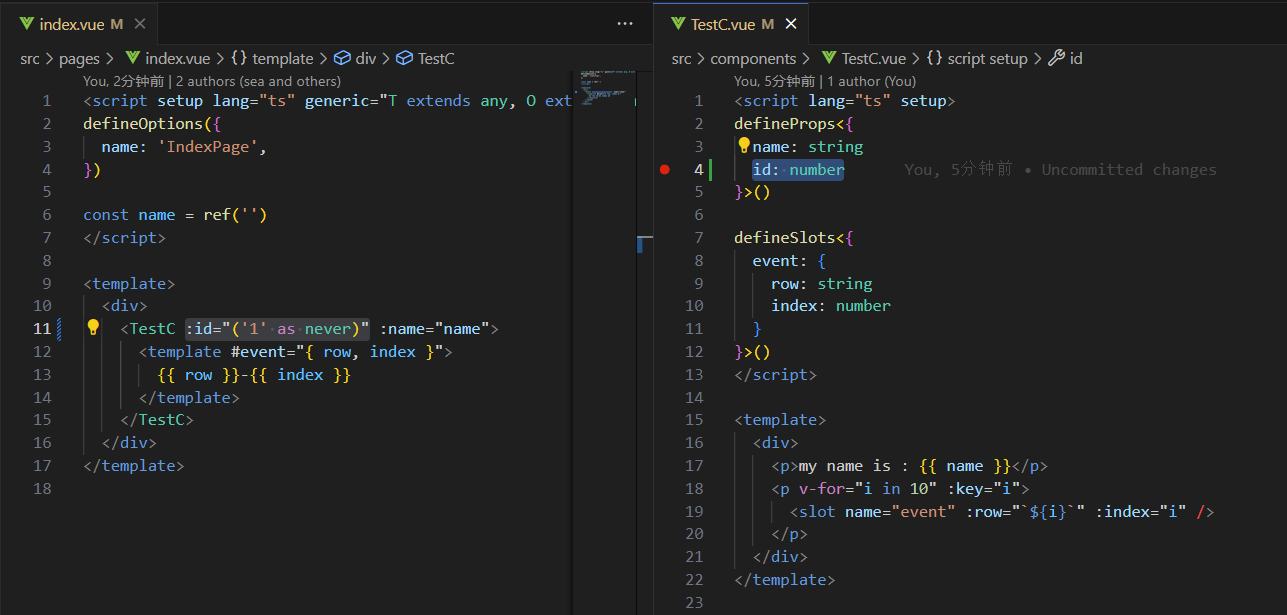 index.vue M
src > pages > index.vue > {} template > div > TestC
You, 2分钟前 | 2 authors (sea and others)
1 <script setup lang="ts" generic="T extends any, O ext
2 defineOptions({
3 name: 'IndexPage',
4 })
5
6 const name = ref('')
7 </script>
8
9 <template>
10 <div>
11 <TestC :id="('1' as never)" :name="name">
12 <template #event="{ row, index }">
13 {{ row }}-{{ index }}
14 </template>
15 </TestC>
16 </div>
17 </template>
18
TestC.vue M
src > components > TestC.vue > {} script setup > id
You, 5分钟前 | 1 author (You)
1 <script lang="ts" setup>
2 defineProps<{
3 name: string
4 id: number You, 5分钟前 • Uncommitted changes
5 }>()
6
7 defineSlots<{
8 event: {
9 row: string
10 index: number
11 }
12 }>()
13 </script>
14
15 <template>
16 <div>
17 <p>my name is : {{ name }}</p>
18 <p v-for="i in 10" :key="i">
19 <slot name="event" :row="`${i}`" :index="i" />
20 </p>
21 </div>
22 </template>
23